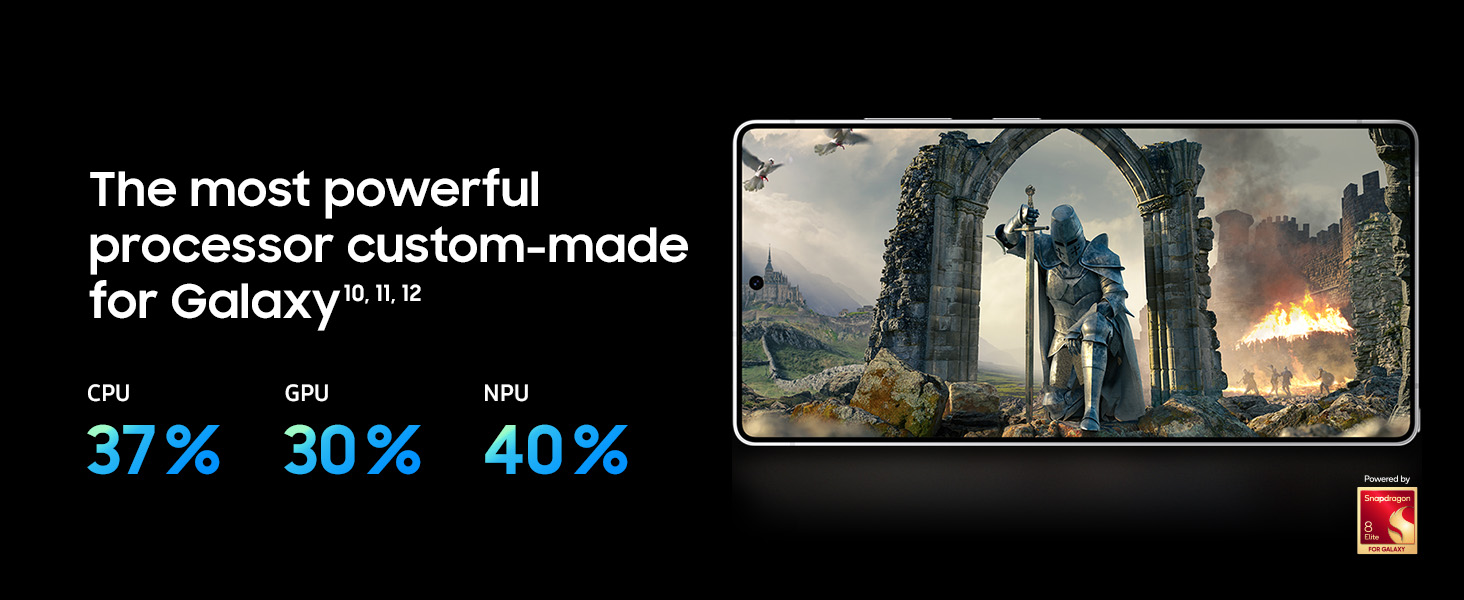 The most powerful
processor custom-made
for Galaxy10, 11, 12
CPU
GPU
NPU
37%
30%
40%
Powered by
Snapdragon
8
Elite
FOR GALAXY